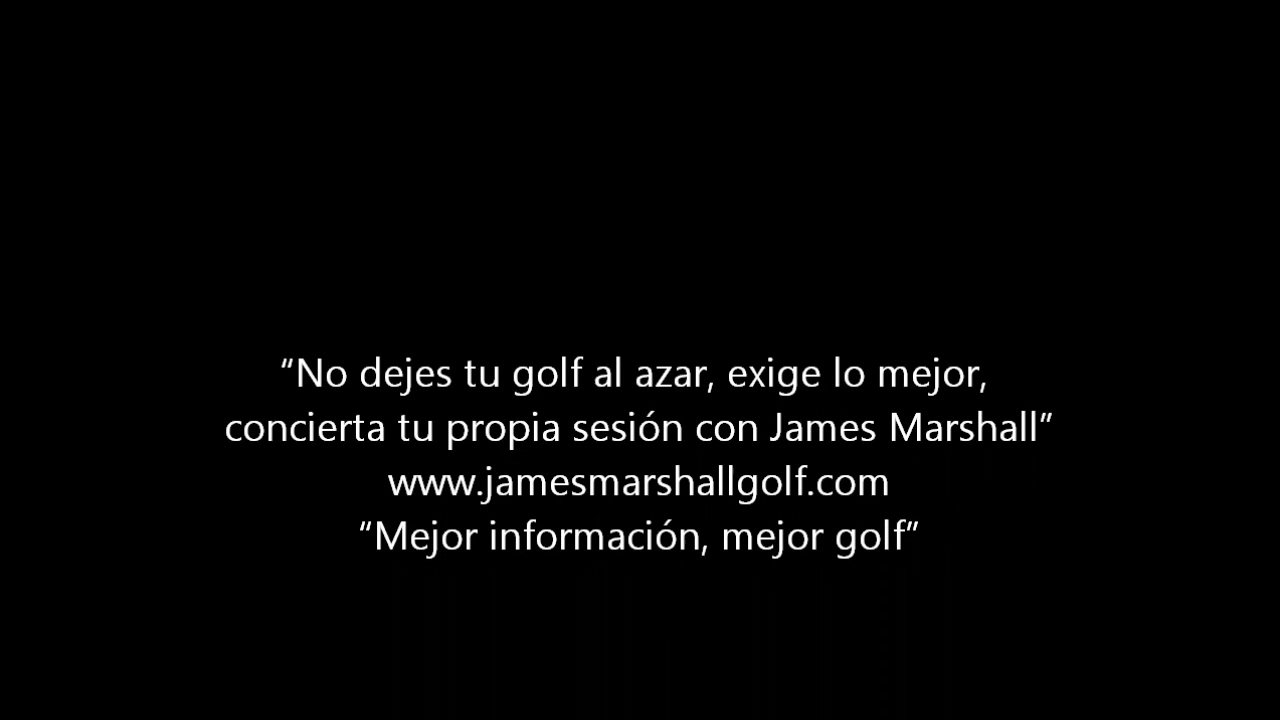 “No dejes tu golf al azar, exige lo mejor,
concierta tu propia sesión con James Marshall”
www.jamesmarshallgolf.com
“Mejor información, mejor golf”